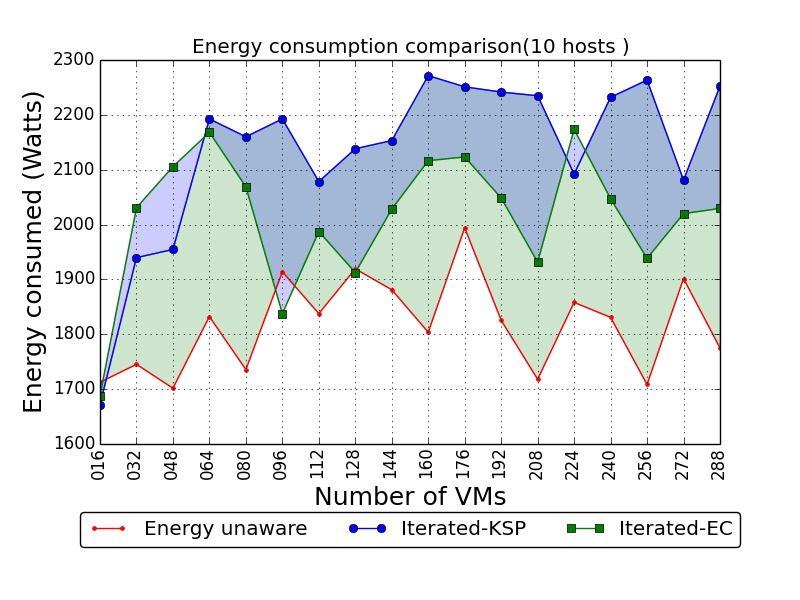 Energy consumption comparison(10 hosts )
2300
2200
2100
2000
1900
1800
1700
1600
Energy consumed (Watts)
016 032 048 064 080 096 112 128 144 160 176 192 208 224 240 256 272 288
Number of VMs
Energy unaware Iterated-KSP Iterated-EC